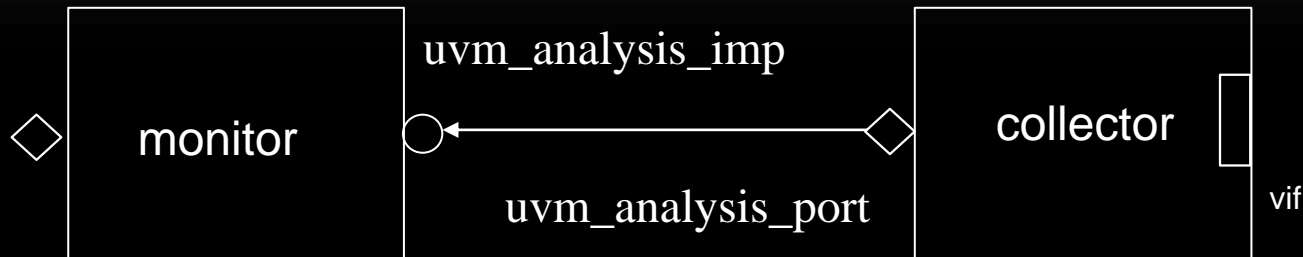 uvm_analysis_imp
monitor
collector
uvm_analysis_port
vif